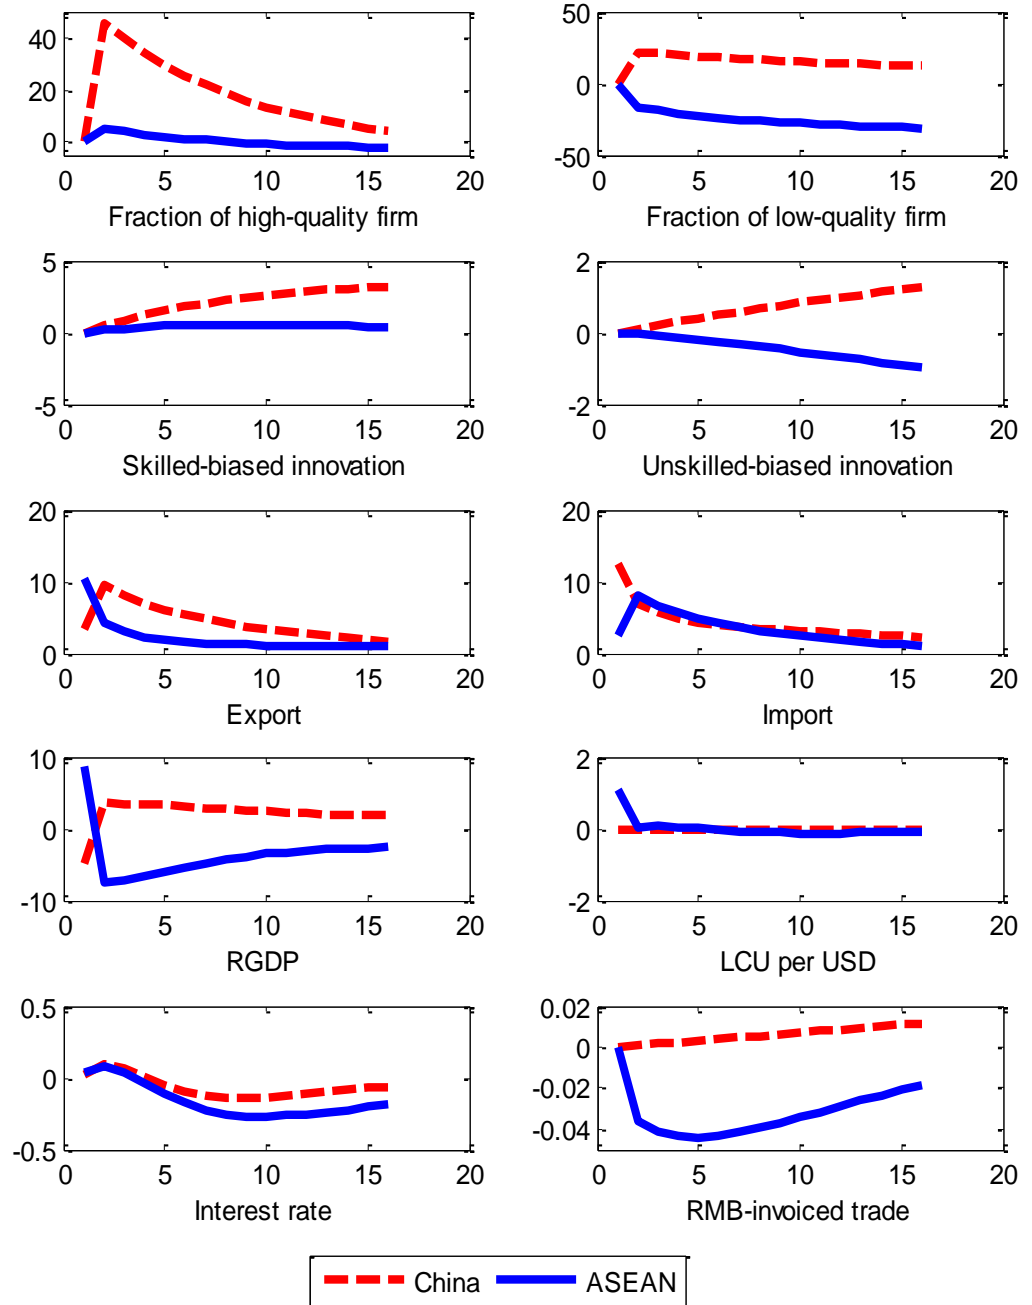 40
20
0
0 5 10 15 20
Fraction of high-quality firm
50
0
-50
0 5 10 15 20
Fraction of low-quality firm
5
0
-5
0 5 10 15 20
Skilled-biased innovation
2
0
-2
0 5 10 15 20
Unskilled-biased innovation
20
10
0
0 5 10 15 20
Export
20
10
0
0 5 10 15 20
Import
10
0
-10
0 5 10 15 20
RGDP
2
0
-2
0 5 10 15 20
LCU per USD
0.5
0
-0.5
0 5 10 15 20
Interest rate
0.02
0
-0.02
-0.04
0 5 10 15 20
RMB-invoiced trade
China ASEAN